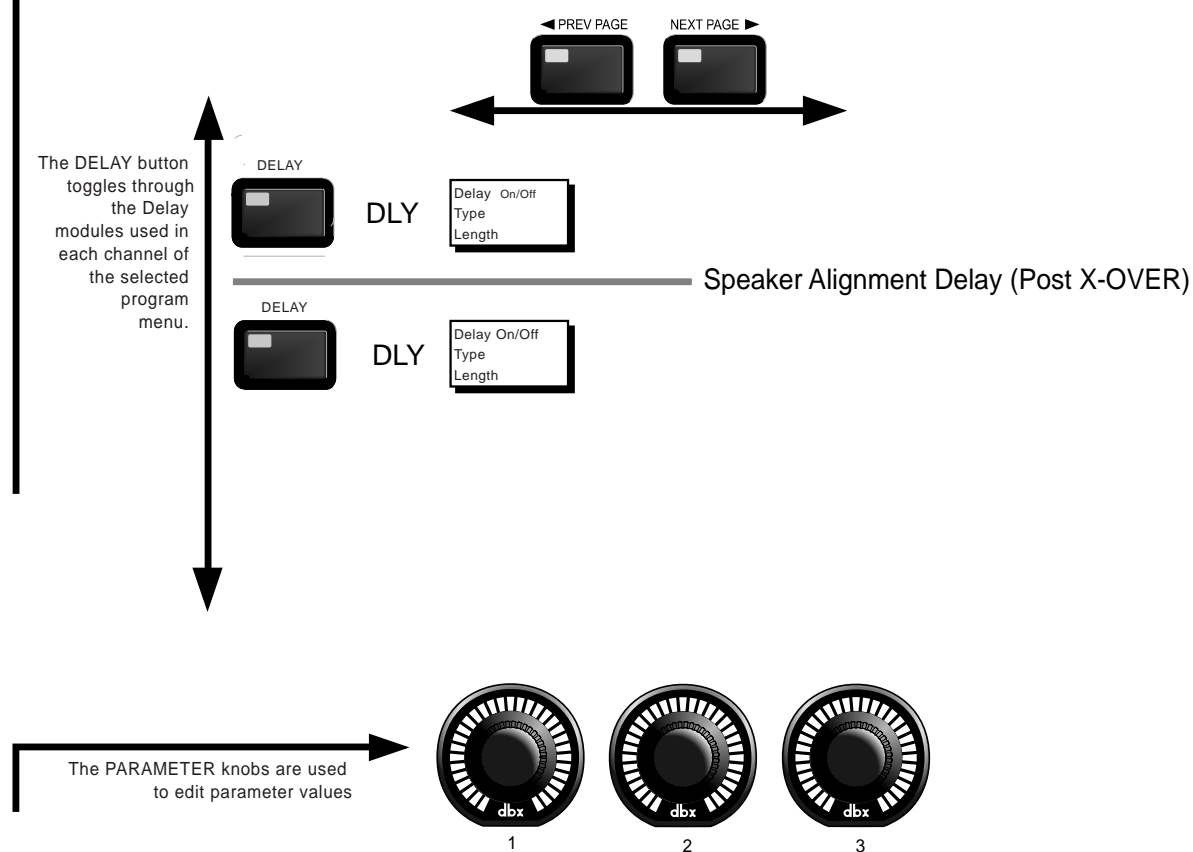 PREV PAGE NEXT PAGE
The DELAY button
toggles through
the Delay
modules used in
each channel of
the selected
program
menu.
DELAY
DLY
Delay On/Off
Type
Length
Speaker Alignment Delay (Post X-OVER)
DELAY
DLY
Delay On/Off
Type
Length
The PARAMETER knobs are used
to edit parameter values
dbx dbx dbx
1 2 3